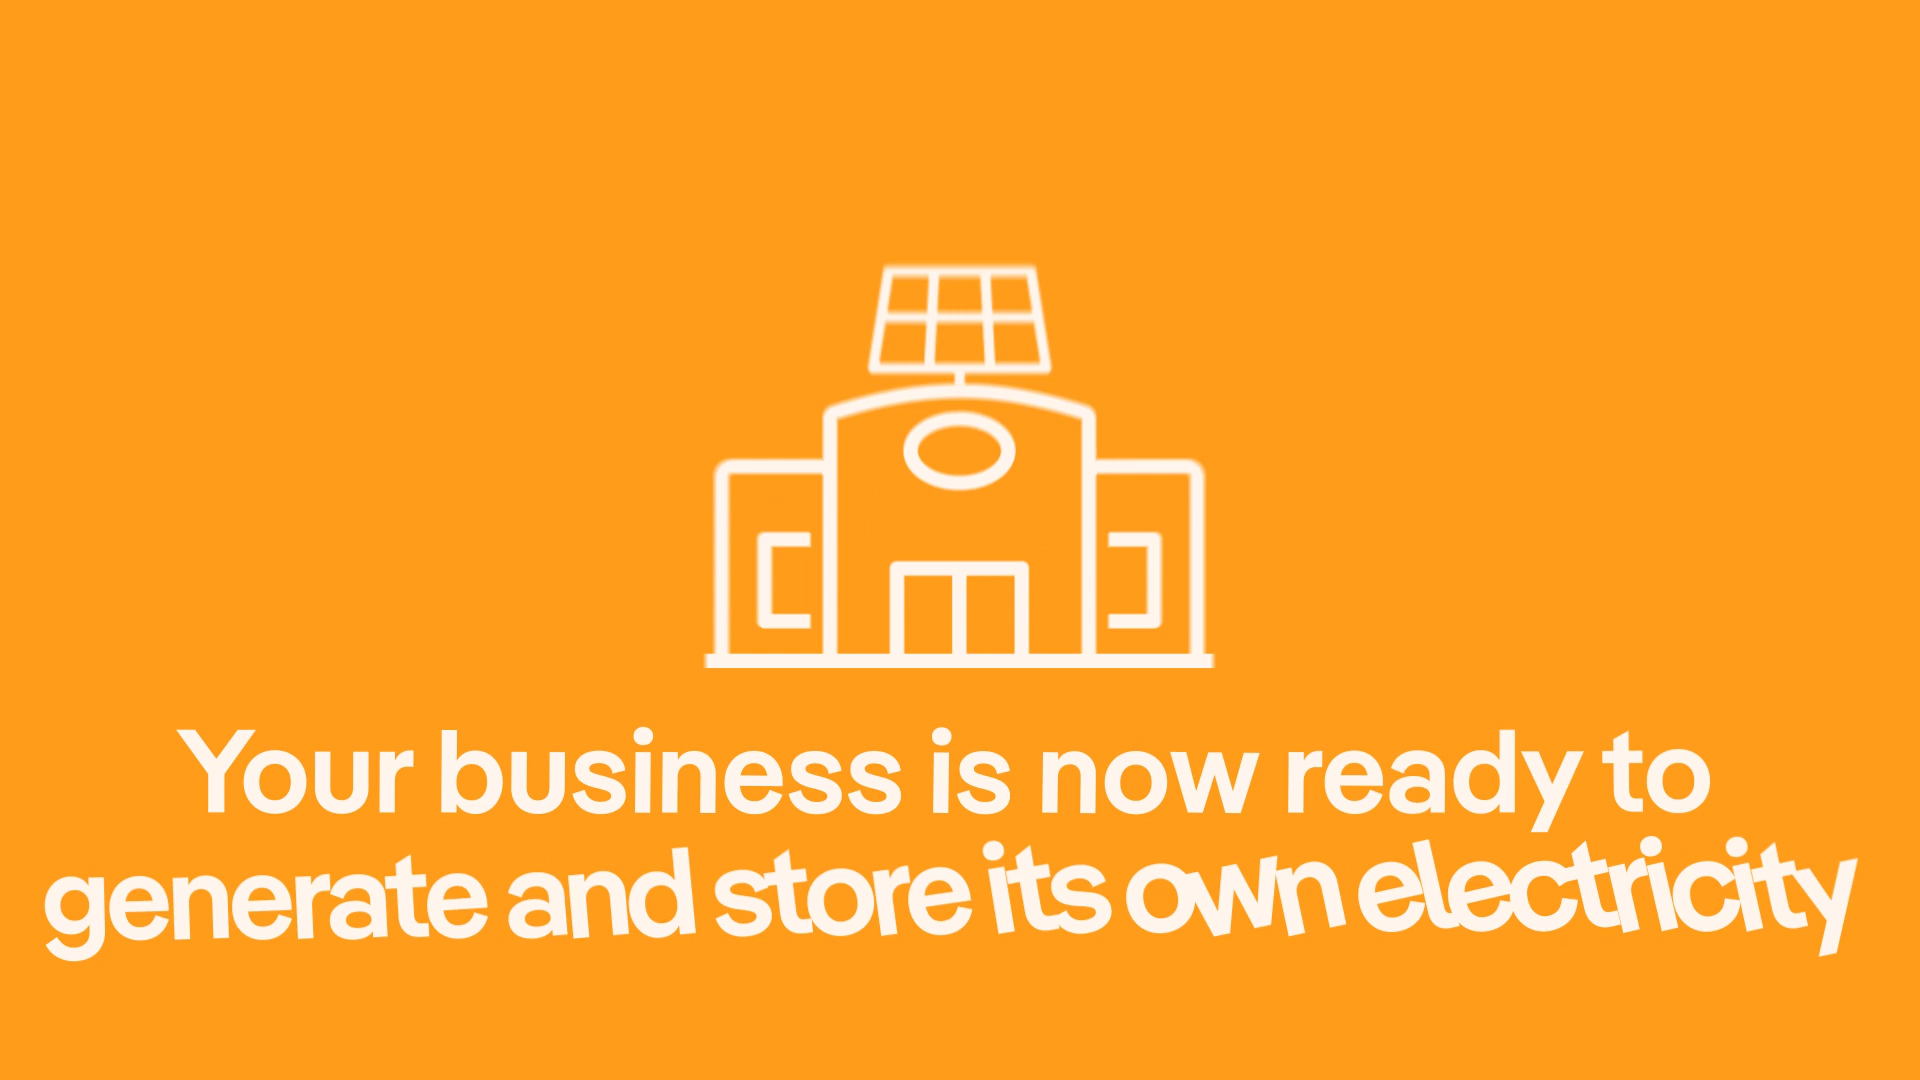 Your business is now ready to
generate and store its own electricity